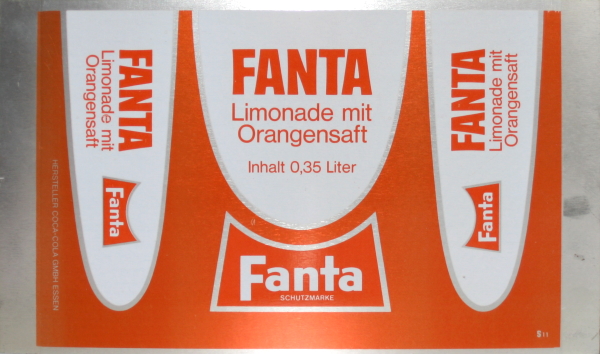 HERSTELLER COCA-COLA GMBH ESSEN
FANTA
Limonade mit
Orangensaft
Fanta
FANTA
Limonade mit
Orangensaft
Inhalt 0,35 Liter
Fanta
SCHUTZMARKE
FANTA
Limonade mit
Orangensaft
Fanta